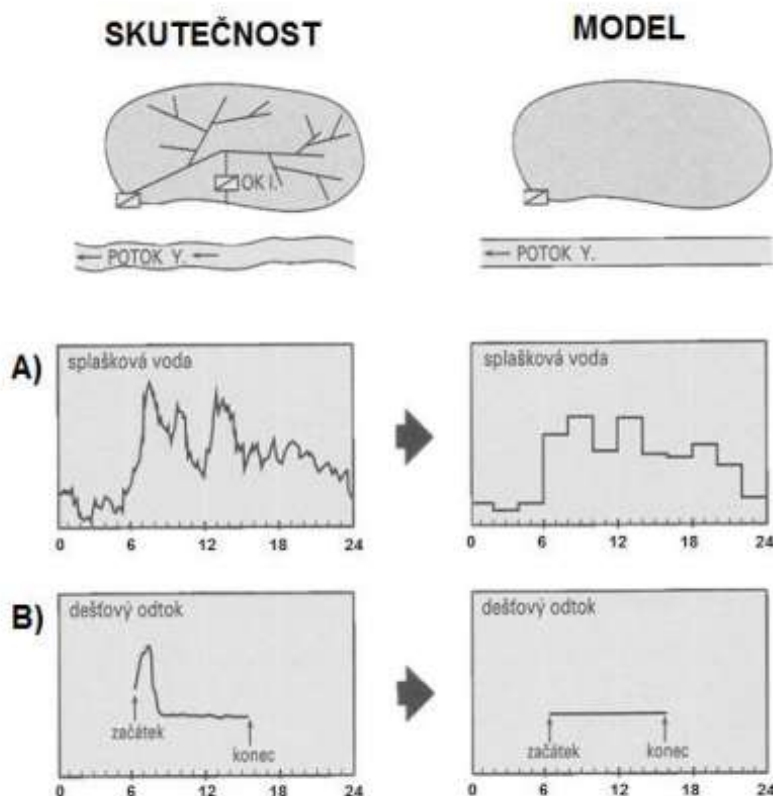 SKUTEČNOST MODEL
OK I.
← POTOK Y. ← ← POTOK Y.
A) splašková voda splašková voda
0 6 12 18 24 0 6 12 18 24
B) dešťový odtok dešťový odtok
začátek konec začátek konec
0 6 12 18 24 0 6 12 18 24